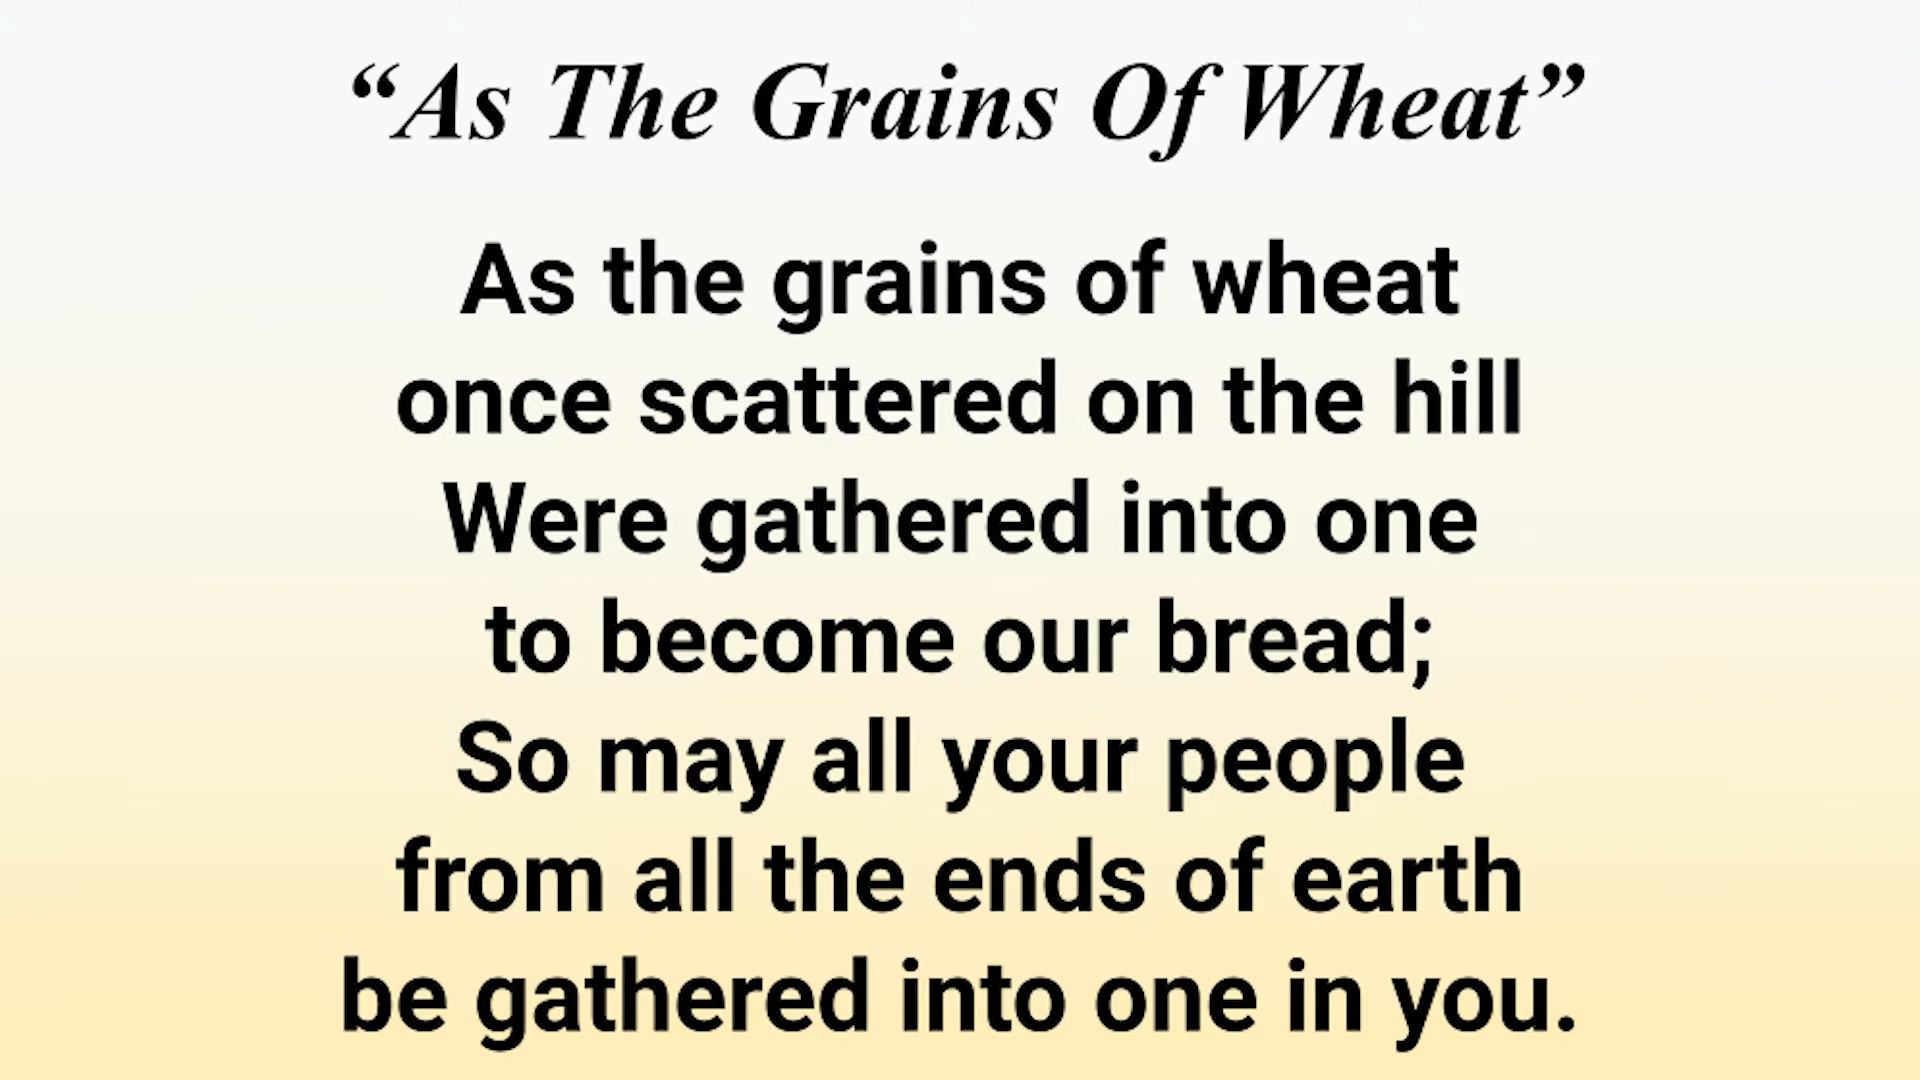 “As The Grains Of Wheat”
As the grains of wheat
once scattered on the hill
Were gathered into one
to become our bread;
So may all your people
from all the ends of earth
be gathered into one in you.